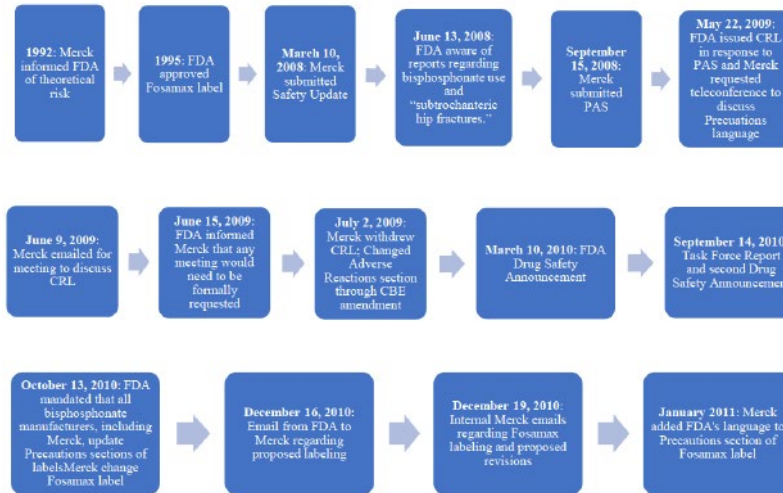 1992: Merck
informed FDA
of theoretical
risk
1995: FDA
approved
Fosamax label
March 10,
2008: Merck
submitted
Safety Update
June 13, 2008:
FDA aware of
reports regarding
bisphosphonate use
and
“subtrochanteric
hip fractures.”
September
15, 2008:
Merck
submitted
PAS
May 22, 2009:
FDA issued CRL
in response to
PAS and Merck
requested
teleconference to
discuss
Precuations
language
June 9, 2009:
Merck emailed for
meeting to discuss
CRL
June 15, 2009:
FDA informed
Merck that any
meeting would
need to be
formally
requested
July 2, 2009:
Merck withdrew
CRL; Changed
Adverse
Reactions section
through CBE
amendment
March 10, 2010: FDA
Drug Safety
Announcement
September 14, 2010:
Task Force Report
and second Drug
Safety Announcement
October 13, 2010: FDA
mandated that all
bisphosphonate
manufacturers, including
Merck, update
Precautions sections of
labelsMerck change
Fosamax label
December 16, 2010:
Email from FDA to
Merck regarding
proposed labeling
December 19, 2010:
Internal Merck emails
regarding Fosamax
labeling and proposed
revisions
January 2011: Merck
added FDA's language to
Precautions section of
Fosamax label